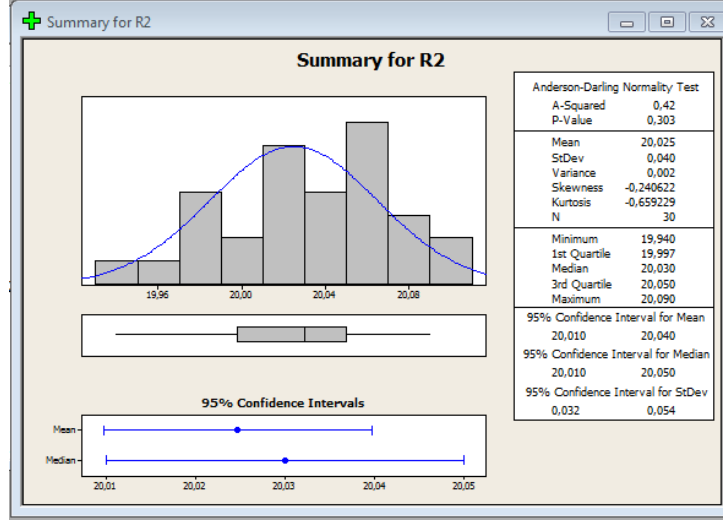 Summary for R2
Summary for R2
19,96 20,00 20,04 20,08
95% Confidence Intervals
Mean
Median
20,01 20,02 20,03 20,04 20,05
Anderson-Darling Normality Test
A-Squared 0,42
P-Value 0,303
Mean 20,025
StDev 0,040
Variance 0,002
Skewness -0,240622
Kurtosis -0,659229
N 30
Minimum 19,940
1st Quartile 19,997
Median 20,030
3rd Quartile 20,050
Maximum 20,090
95% Confidence Interval for Mean
20,010 20,040
95% Confidence Interval for Median
20,010 20,050
95% Confidence Interval for StDev
0,032 0,054